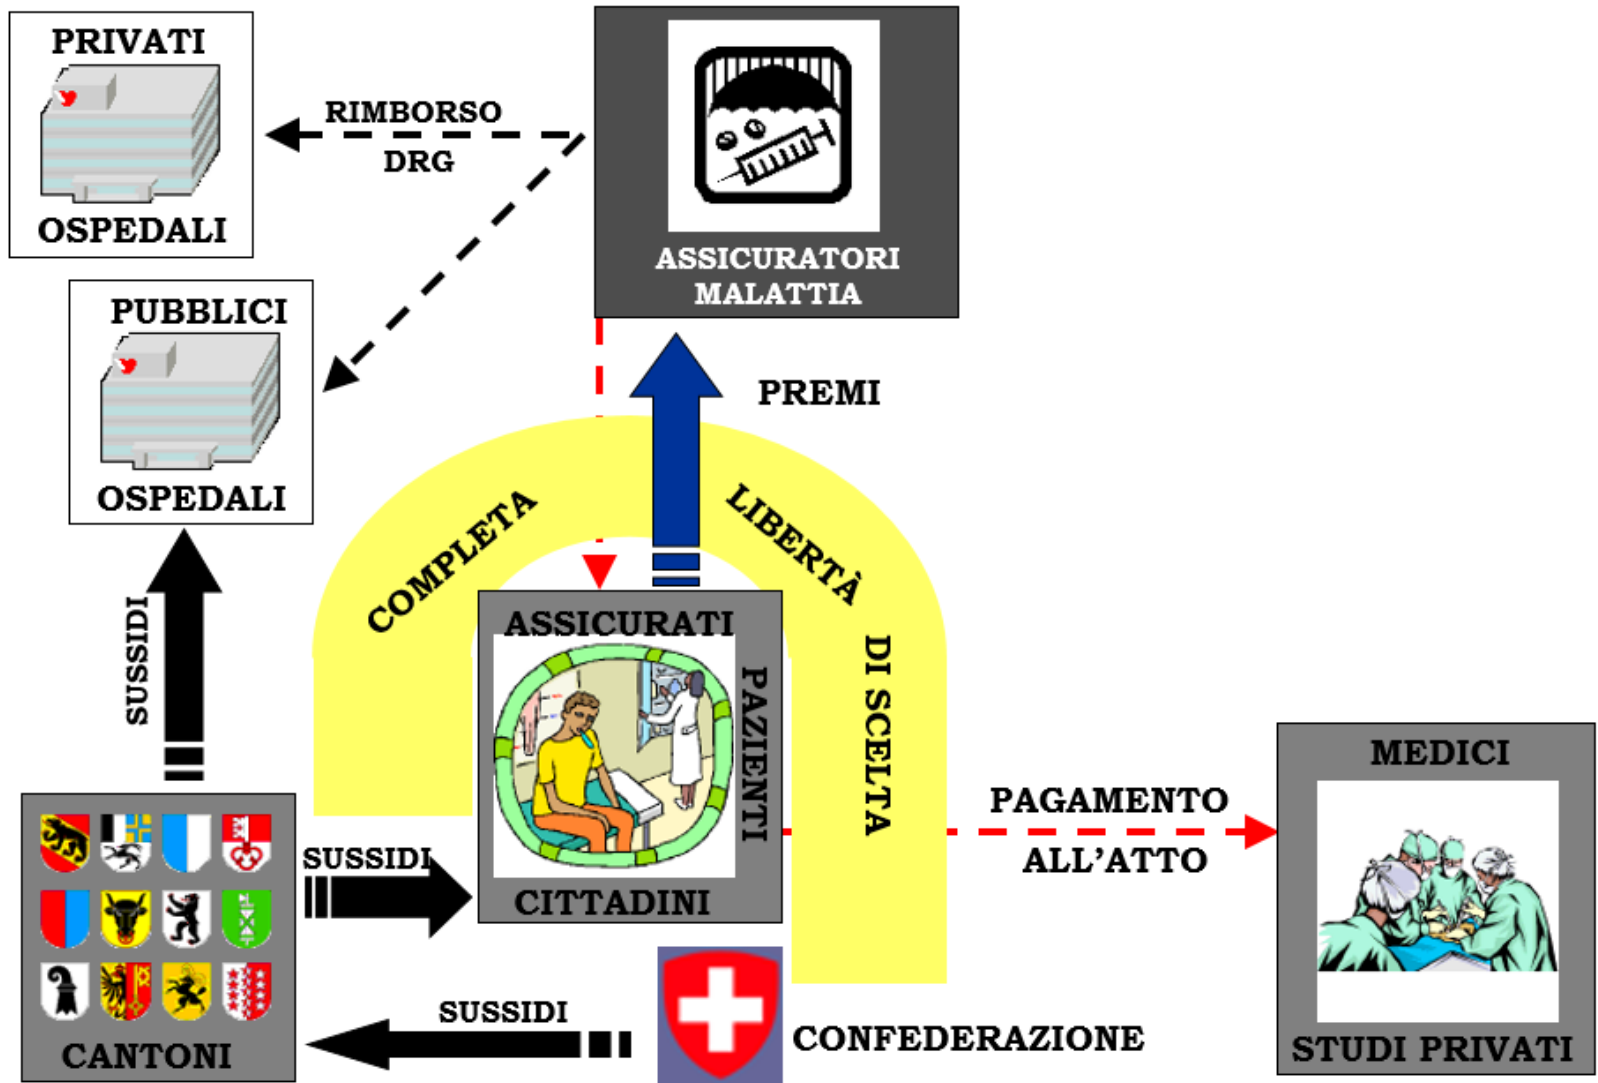 PRIVATI
OSPEDALI
RIMBORSO
DRG
ASSICURATORI
MALATTIA
PUBBLICI
OSPEDALI
PREMI
COMPLETA
LIBERTÀ
DI SCELTA
SUSSIDI
ASSICURATI
PAZIENTI
CITTADINI
SUSSIDI
PAGAMENTO
ALL'ATTO
MEDICI
STUDI PRIVATI
CANTONI
SUSSIDI
CONFEDERAZIONE